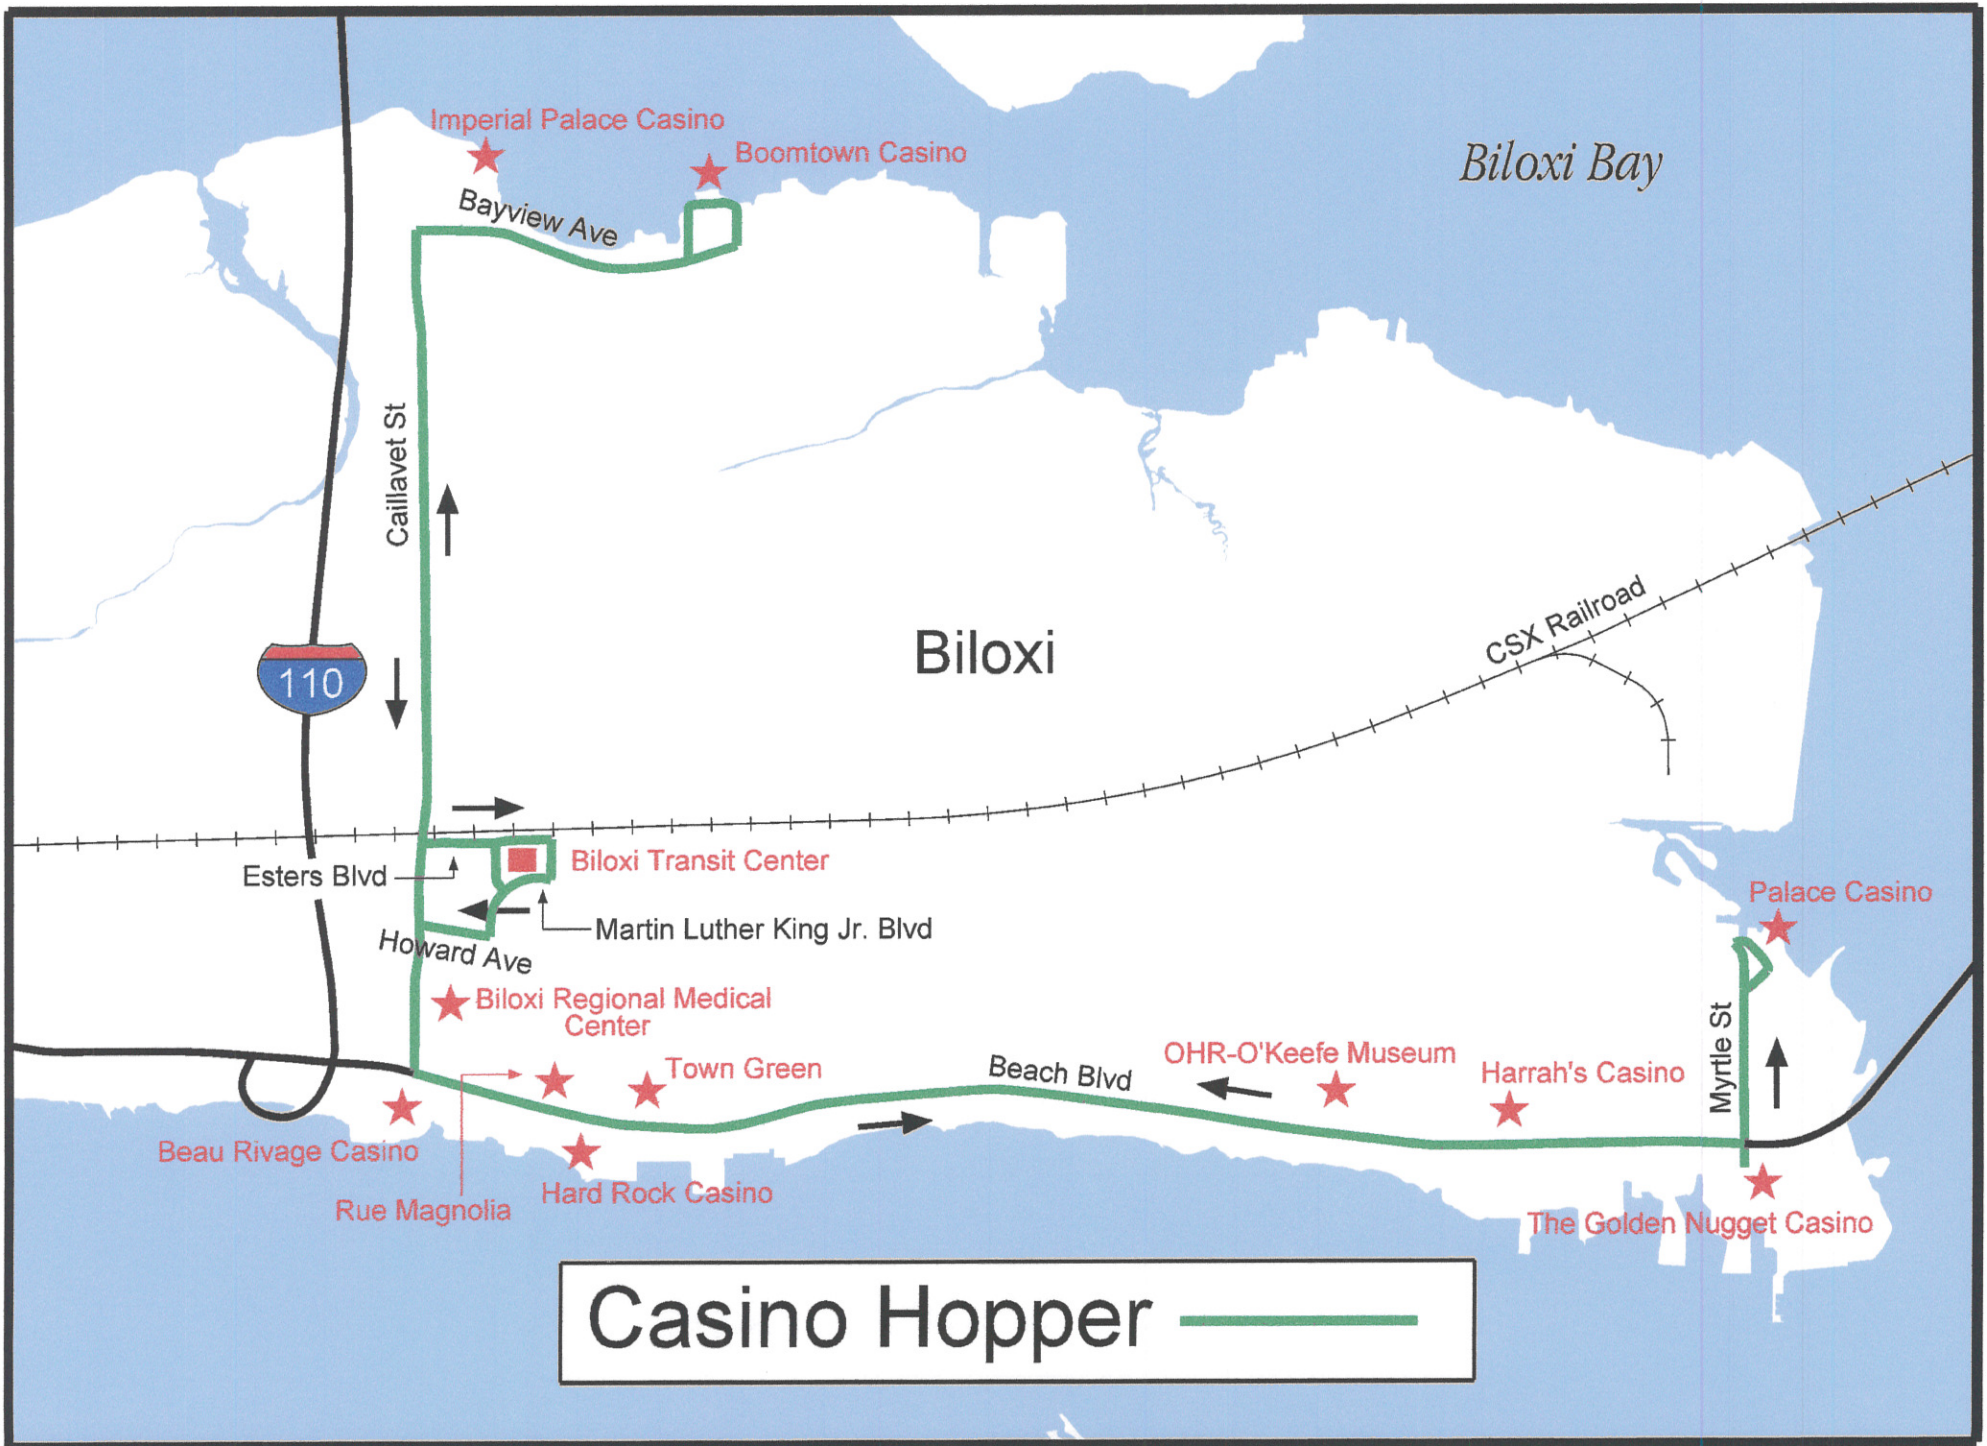 Imperial Palace Casino
Boomtown Casino
Biloxi Bay
Bayview Ave
Caillavet St
CSX Railroad
Biloxi
110
Biloxi Transit Center
Esters Blvd
Palace Casino
Martin Luther King Jr. Blvd
Howard Ave
Biloxi Regional Medical
Center
Myrtle St
OHR-O'Keefe Museum
Town Green
Beach Blvd
Harrah's Casino
Beau Rivage Casino
Hard Rock Casino
Rue Magnolia
The Golden Nugget Casino
Casino Hopper